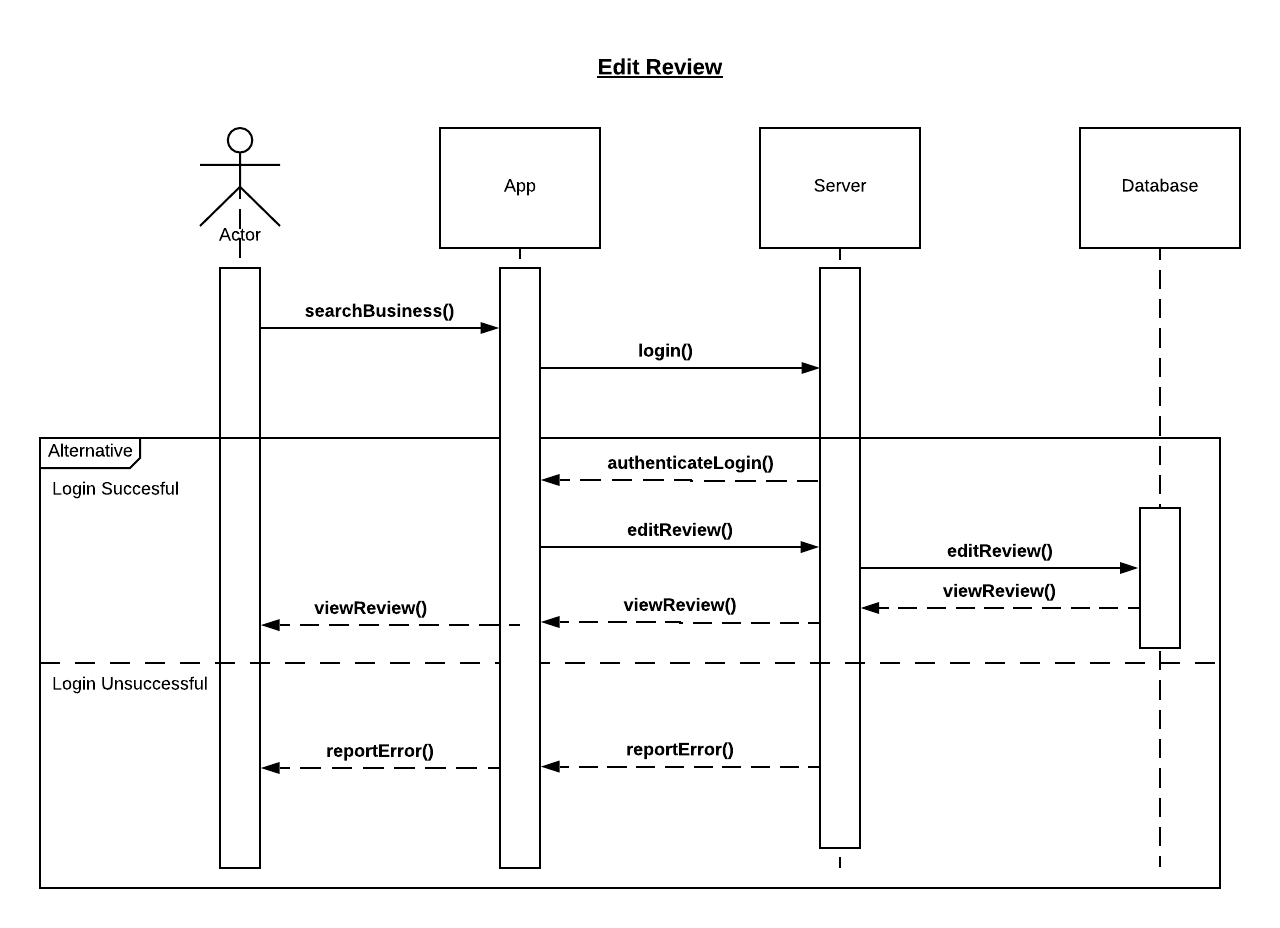 Edit Review
Actor
App
Server
Database
searchBusiness()
login()
Alternative
Login Succesful
authenticateLogin()
editReview()
editReview()
viewReview()
viewReview()
viewReview()
Login Unsuccessful
reportError()
reportError()